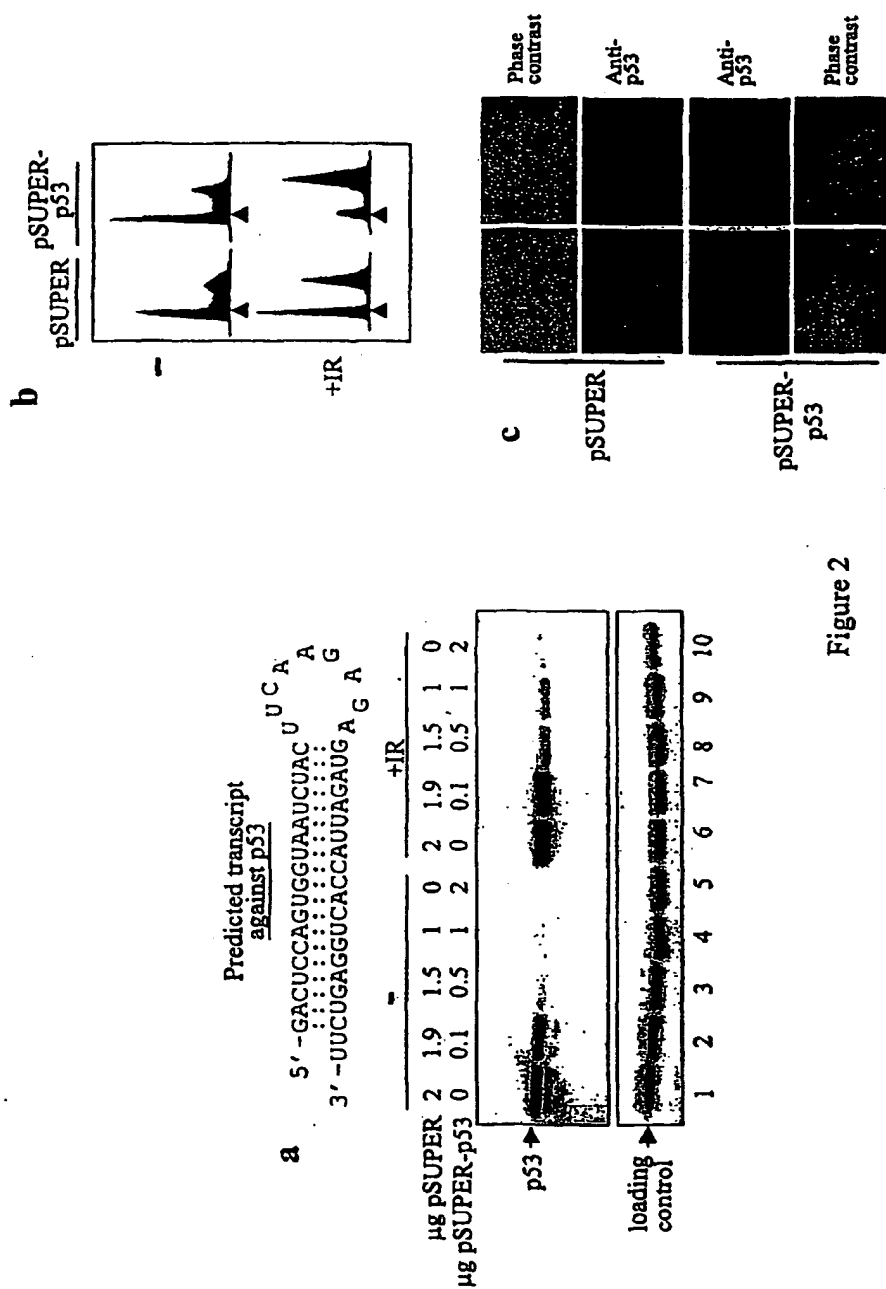 a
Predicted transcript
against p53
5'-GACUCCAGUGGUAAUCUAC
U U C A A G A G A
3'-UUCUGAGGUCACCAUUAGAUG
- +IR
µg pSUPER 2 1.9 1.5 1 0 2 1.9 1.5 1 0
µg pSUPER-p53 0 0.1 0.5 1 2 0 0.1 0.5 1 2
p53
loading
control
1 2 3 4 5 6 7 8 9 10
b
pSUPER
pSUPER-
p53
-
+IR
c
pSUPER
Phase
contrast
Anti-
p53
pSUPER-
p53
Anti-
p53
Phase
contrast
Figure 2